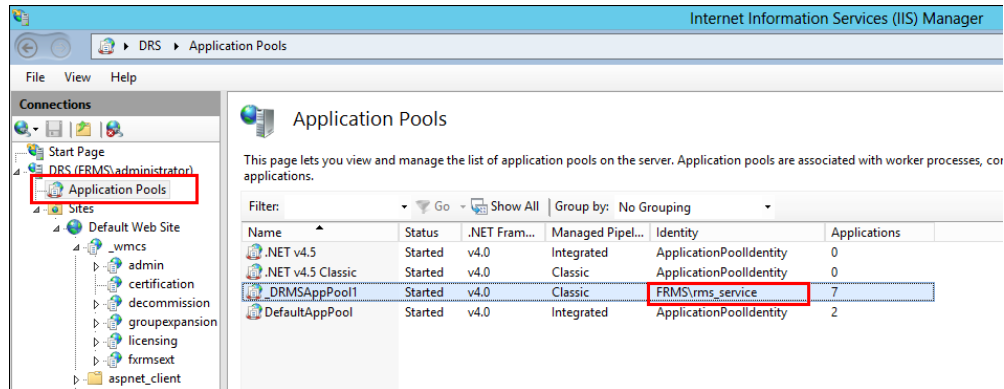 Internet Information Services (IIS) Manager
DRS Application Pools
File View Help
Connections
Start Page
DRS (FRMS\administrator)
Application Pools
Sites
Default Web Site
_wmcs
admin
certification
decommission
groupexpansion
licensing
fxrmsext
aspnet_client
Application Pools
This page lets you view and manage the list of application pools on the server. Application pools are associated with worker processes, con
applications.
Filter: Go Show All Group by: No Grouping
Name Status .NET Fram... Managed Pipel... Identity Applications
.NET v4.5 Started v4.0 Integrated ApplicationPoolIdentity 0
.NET v4.5 Classic Started v4.0 Classic ApplicationPoolIdentity 0
_DRMSAppPool1 Started v4.0 Classic FRMS\rms_service 7
DefaultAppPool Started v4.0 Integrated ApplicationPoolIdentity 2